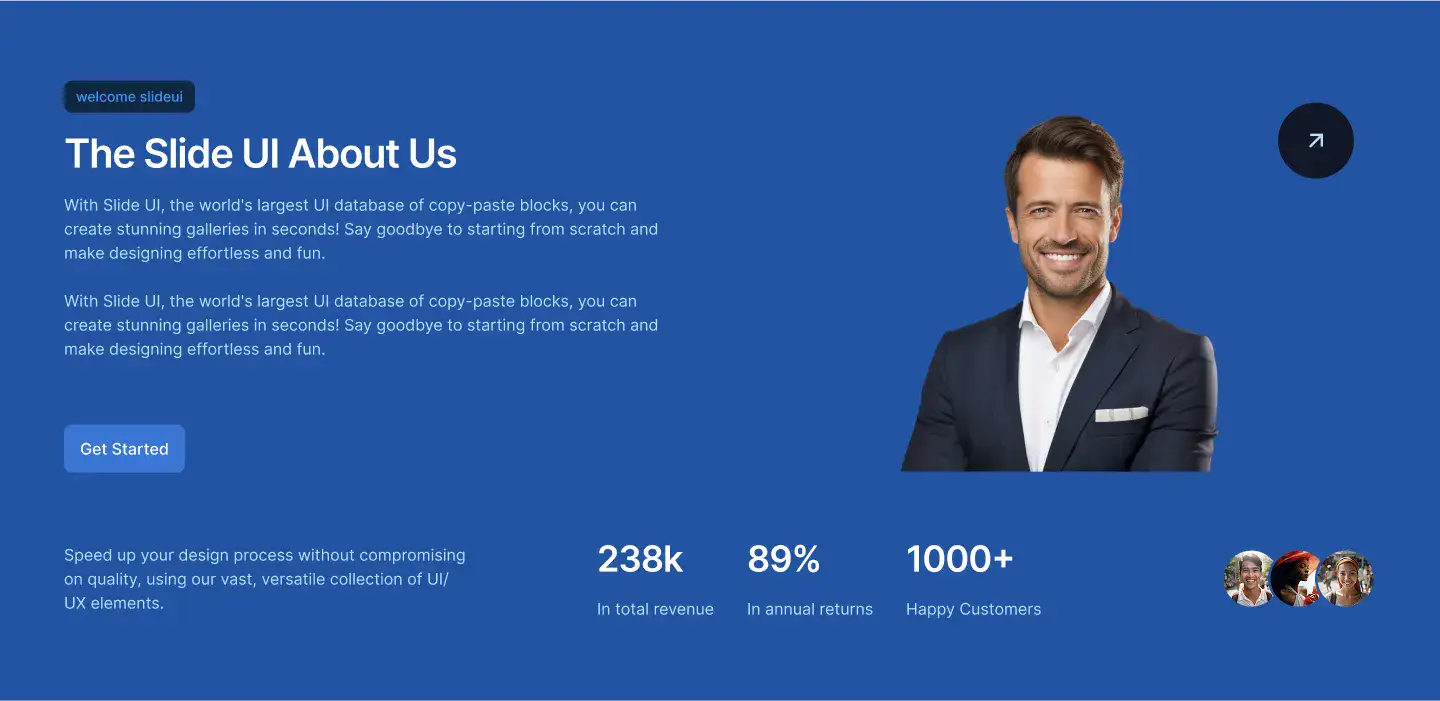 welcome slideui
The Slide UI About Us
With Slide UI, the world's largest UI database of copy-paste blocks, you can
create stunning galleries in seconds! Say goodbye to starting from scratch and
make designing effortless and fun.
With Slide UI, the world's largest UI database of copy-paste blocks, you can
create stunning galleries in seconds! Say goodbye to starting from scratch and
make designing effortless and fun.
Get Started
Speed up your design process without compromising
on quality, using our vast, versatile collection of UI/
UX elements.
238k
In total revenue
89%
In annual returns
1000+
Happy Customers